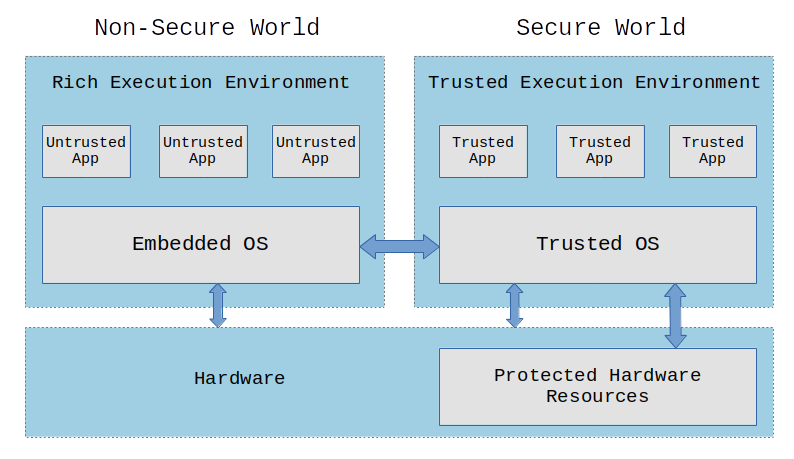 Non-Secure World
Secure World
Rich Execution Environment
Trusted Execution Environment
Untrusted
App
Untrusted
App
Untrusted
App
Trusted
App
Trusted
App
Trusted
App
Embedded OS
Trusted OS
Hardware
Protected Hardware
Resources